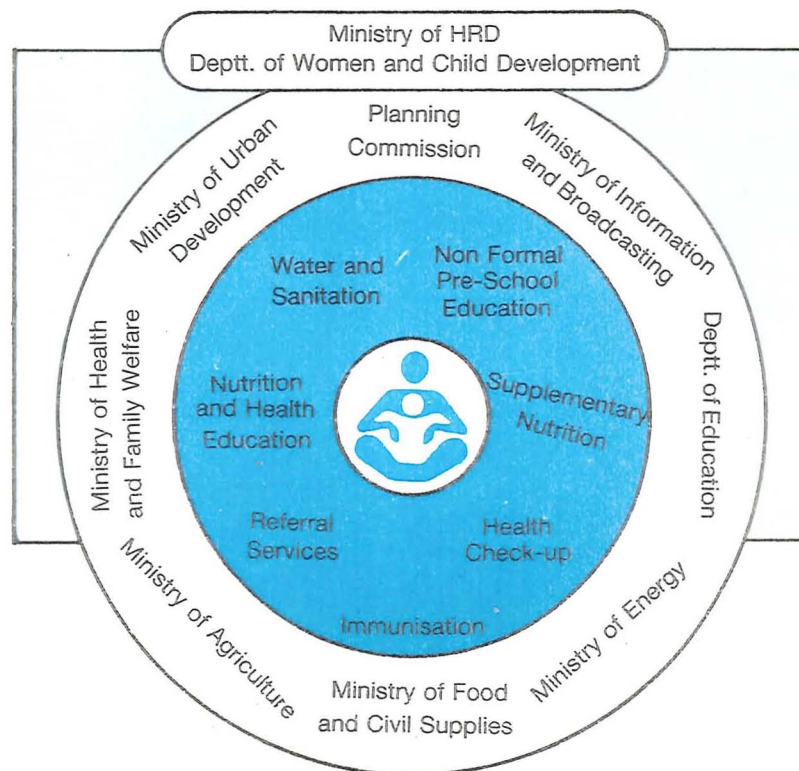 Ministry of HRD
Deptt. of Women and Child Development
Planning
Commission
Ministry of Information
and Broadcasting
Deptt. of Education
Ministry of Energy
Ministry of Food
and Civil Supplies
Ministry of Agriculture
Ministry of Health
and Family Welfare
Ministry of Urban
Development
Water and
Sanitation
Non Formal
Pre-School
Education
Supplementary
Nutrition
Health
Check-up
Immunisation
Referral
Services
Nutrition
and Health
Education